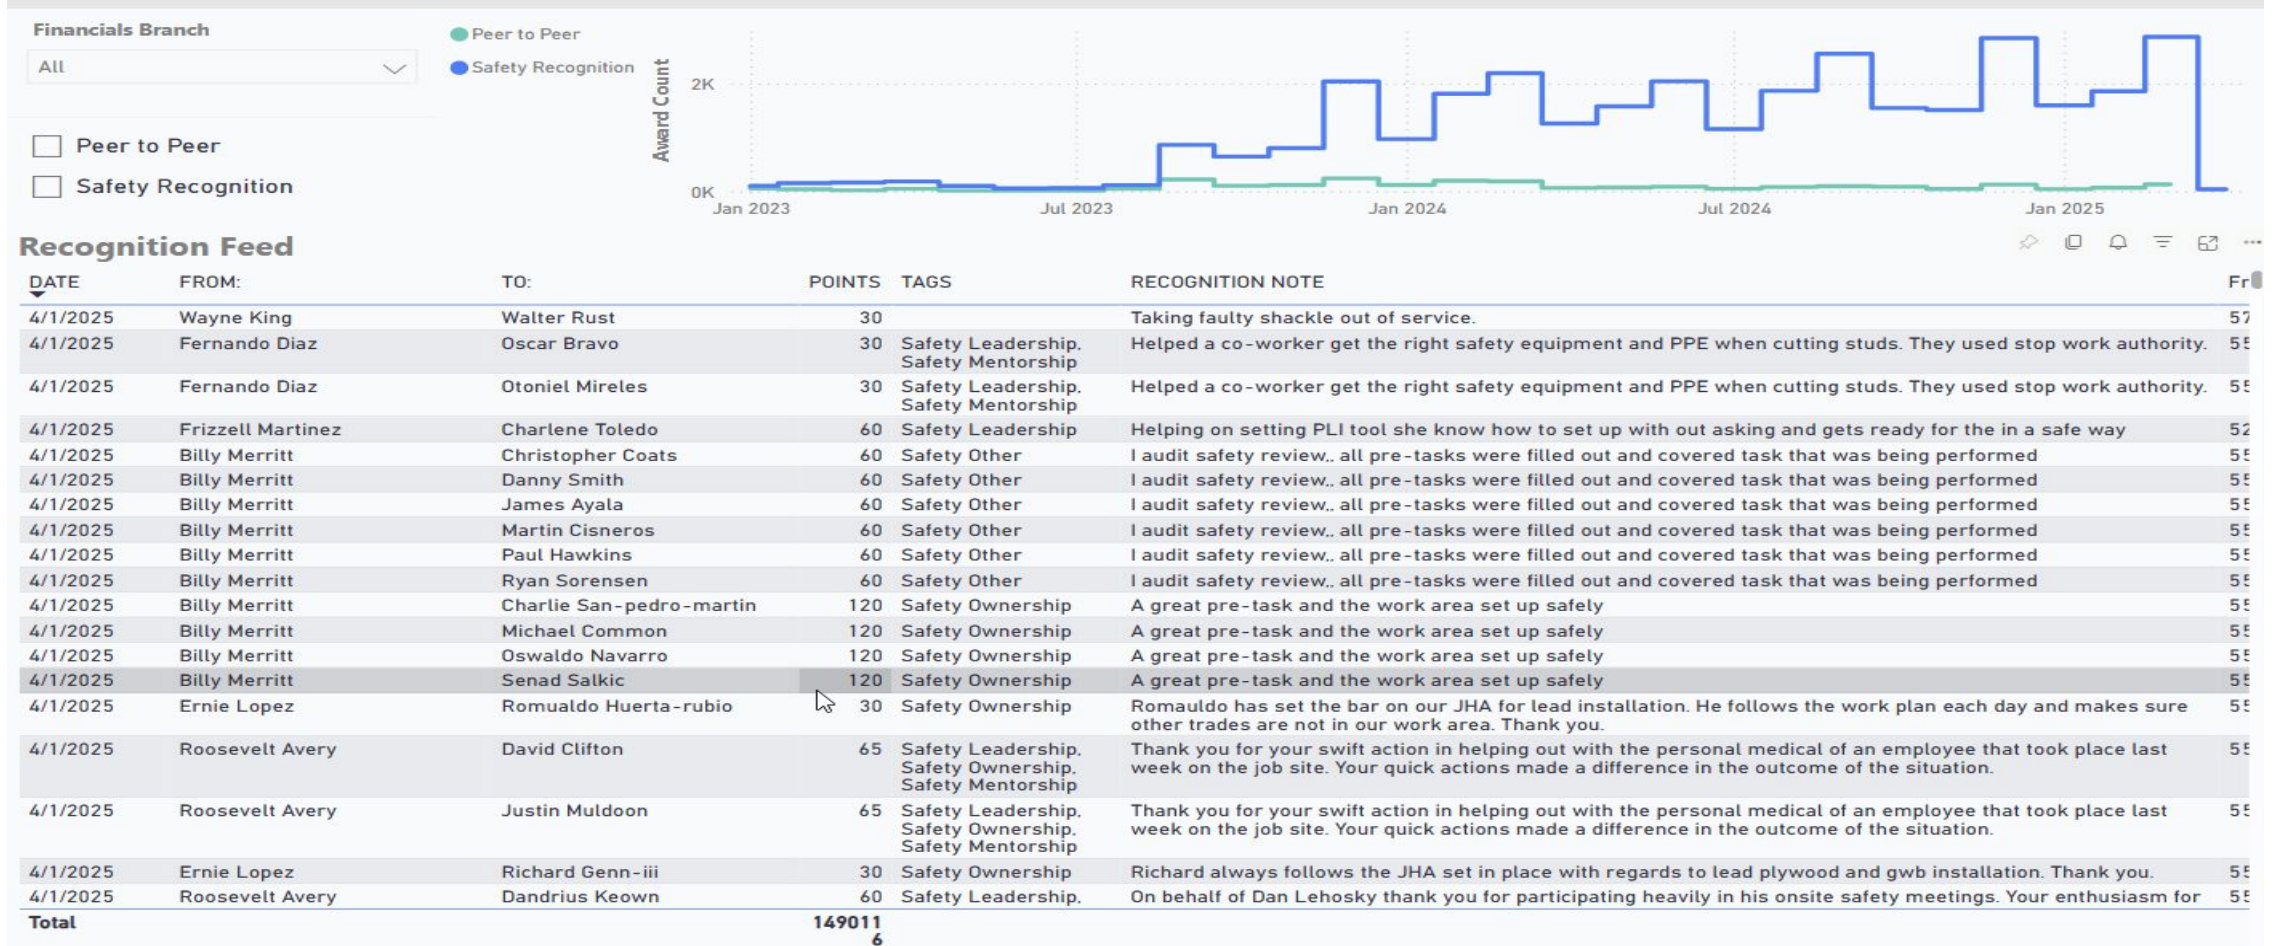 Financials Branch
All
Peer to Peer
Safety Recognition
Peer to Peer
Safety Recognition
Award Count
2K
0K
Jan 2023
Jul 2023
Jan 2024
Jul 2024
Jan 2025
Recognition Feed
DATE FROM: TO: POINTS TAGS RECOGNITION NOTE Fr
4/1/2025 Wayne King Walter Rust 30 Taking faulty shackle out of service. 57
4/1/2025 Fernando Diaz Oscar Bravo 30 Safety Leadership, Helped a co-worker get the right safety equipment and PPE when cutting studs. They used stop work authority. 55
Safety Mentorship
4/1/2025 Fernando Diaz Otoniel Mireles 30 Safety Leadership, Helped a co-worker get the right safety equipment and PPE when cutting studs. They used stop work authority. 55
Safety Mentorship
4/1/2025 Frizzell Martinez Charlene Toledo 60 Safety Leadership Helping on setting PLI tool she know how to set up with out asking and gets ready for the in a safe way 52
4/1/2025 Billy Merritt Christopher Coats 60 Safety Other I audit safety review,. all pre-tasks were filled out and covered task that was being performed 55
4/1/2025 Billy Merritt Danny Smith 60 Safety Other I audit safety review,. all pre-tasks were filled out and covered task that was being performed 55
4/1/2025 Billy Merritt James Ayala 60 Safety Other I audit safety review,. all pre-tasks were filled out and covered task that was being performed 55
4/1/2025 Billy Merritt Martin Cisneros 60 Safety Other I audit safety review,. all pre-tasks were filled out and covered task that was being performed 55
4/1/2025 Billy Merritt Paul Hawkins 60 Safety Other I audit safety review,. all pre-tasks were filled out and covered task that was being performed 55
4/1/2025 Billy Merritt Ryan Sorensen 60 Safety Other I audit safety review,. all pre-tasks were filled out and covered task that was being performed 55
4/1/2025 Billy Merritt Charlie San-pedro-martin 120 Safety Ownership A great pre-task and the work area set up safely 55
4/1/2025 Billy Merritt Michael Common 120 Safety Ownership A great pre-task and the work area set up safely 55
4/1/2025 Billy Merritt Oswaldo Navarro 120 Safety Ownership A great pre-task and the work area set up safely 55
4/1/2025 Billy Merritt Senad Salkic 120 Safety Ownership A great pre-task and the work area set up safely 55
4/1/2025 Ernie Lopez Romualdo Huerta-rubio 30 Safety Ownership Romauldo has set the bar on our JHA for lead installation. He follows the work plan each day and makes sure 55
other trades are not in our work area. Thank you.
4/1/2025 Roosevelt Avery David Clifton 65 Safety Leadership, Thank you for your swift action in helping out with the personal medical of an employee that took place last 55
Safety Ownership, week on the job site. Your quick actions made a difference in the outcome of the situation.
Safety Mentorship
4/1/2025 Roosevelt Avery Justin Muldoon 65 Safety Leadership, Thank you for your swift action in helping out with the personal medical of an employee that took place last 55
Safety Ownership, week on the job site. Your quick actions made a difference in the outcome of the situation.
Safety Mentorship
4/1/2025 Ernie Lopez Richard Genn-iii 30 Safety Ownership Richard always follows the JHA set in place with regards to lead plywood and gwb installation. Thank you. 55
4/1/2025 Roosevelt Avery Dandrius Keown 60 Safety Leadership, On behalf of Dan Lehosky thank you for participating heavily in his onsite safety meetings. Your enthusiasm for 55
Total 149011
6